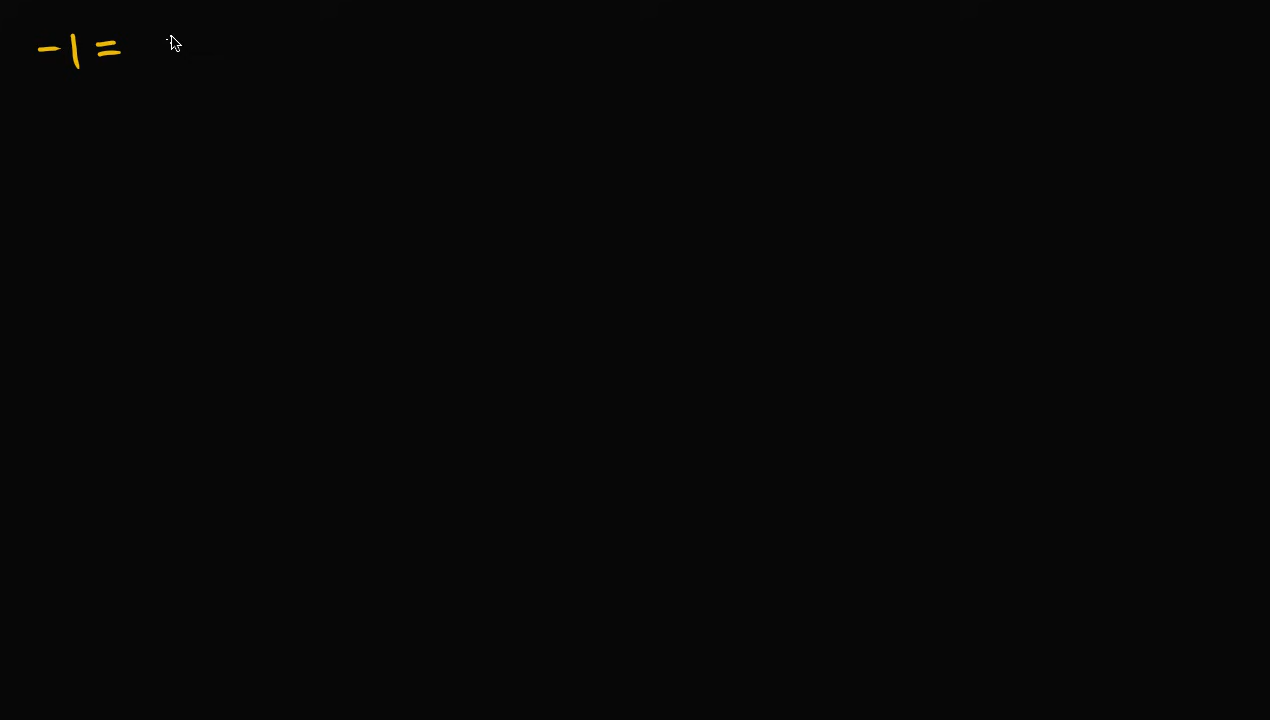 -1 =